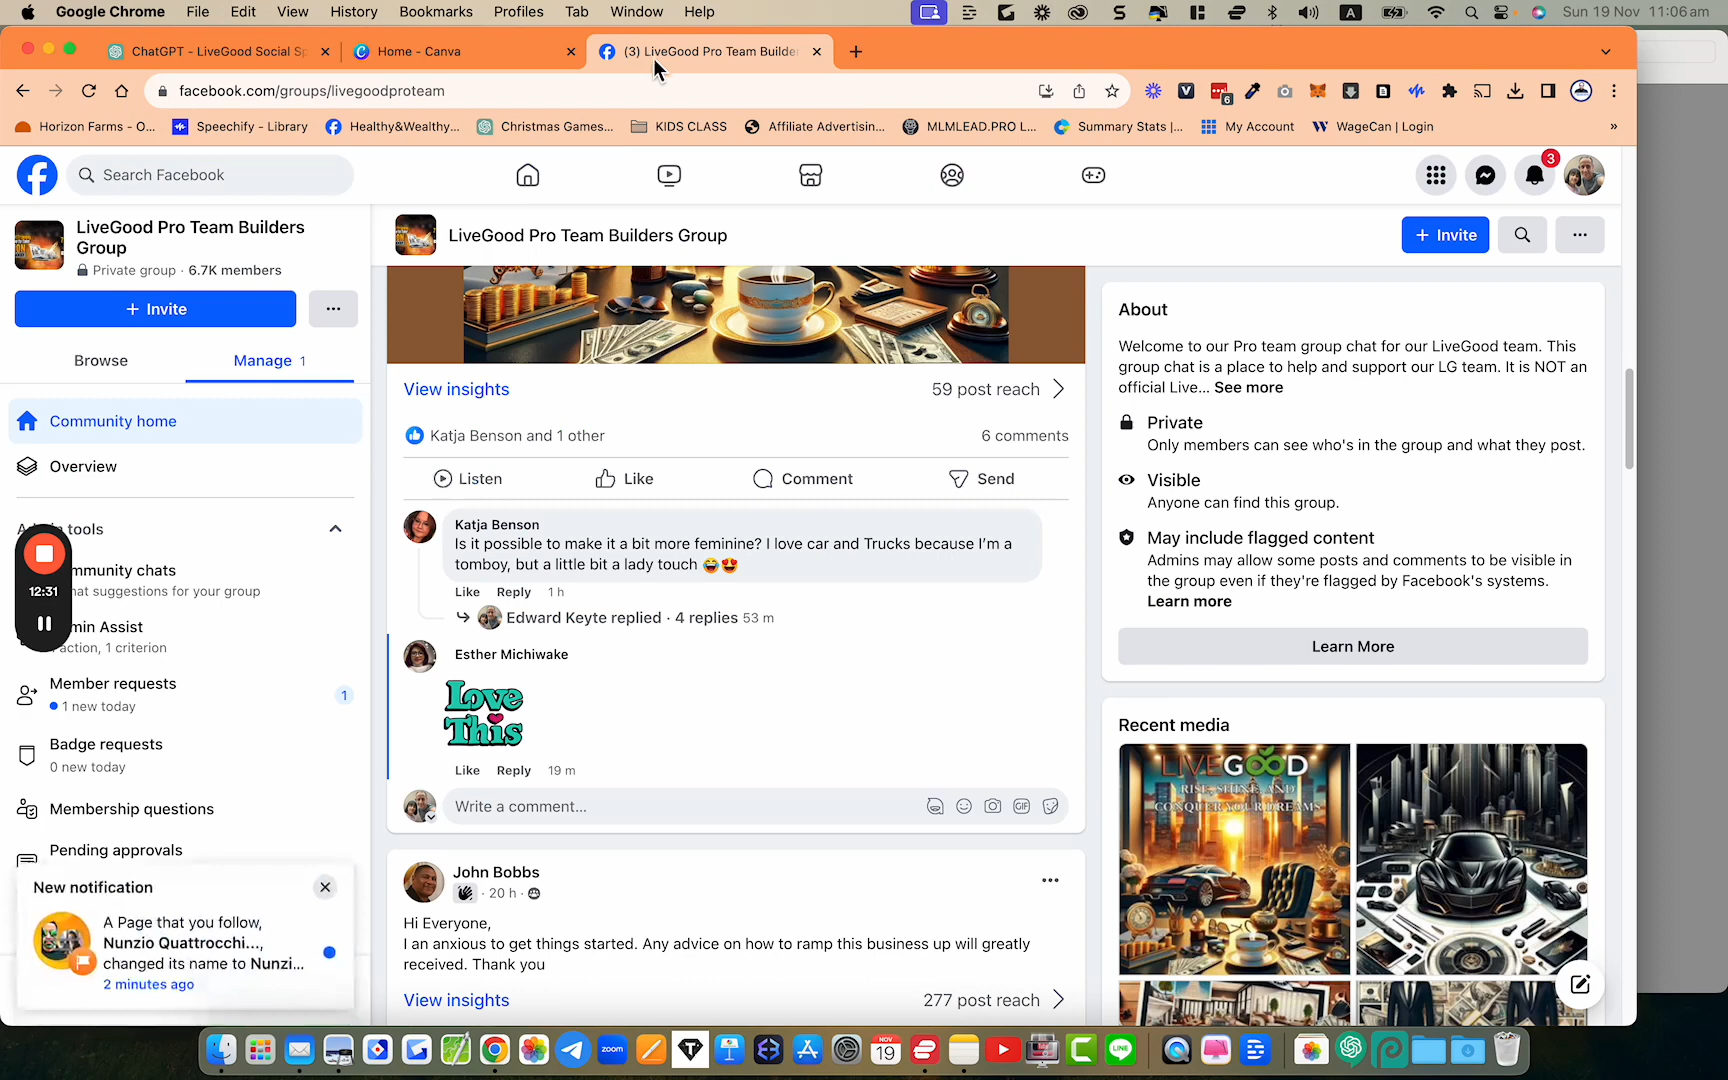 Google Chrome File Edit View History Bookmarks Profiles Tab Window Help
Sun 19 Nov 11:06am
ChatGPT - LiveGood Social Sp
Home - Canva
(3) LiveGood Pro Team Builde
facebook.com/groups/livegoodproteam
6
Horizon Farms - O...
Speechify - Library
Healthy&Wealthy...
Christmas Games...
KIDS CLASS
Affiliate Advertisin...
MLMLEAD.PRO L...
Summary Stats |...
My Account
WageCan | Login
»
Search Facebook
3
LiveGood Pro Team Builders
Group
Private group · 6.7K members
+ Invite
Browse
Manage 1
Community home
Overview
tools
12:31
mmunity chats
at suggestions for your group
min Assist
action, 1 criterion
Member requests
1 new today
1
Badge requests
0 new today
Membership questions
Pending approvals
New notification
A Page that you follow,
Nunzio Quattrocchi...,
changed its name to Nunzi...
2 minutes ago
LiveGood Pro Team Builders Group
+ Invite
View insights
59 post reach
Katja Benson and 1 other
6 comments
Listen
Like
Comment
Send
Katja Benson
Is it possible to make it a bit more feminine? I love car and Trucks because I'm a
tomboy, but a little bit a lady touch 😂😍
Like Reply 1 h
Edward Keyte replied · 4 replies 53 m
Esther Michiwake
Love
This
Like Reply 19 m
Write a comment...
GIF
John Bobbs
· 20 h ·
Hi Everyone,
I an anxious to get things started. Any advice on how to ramp this business up will greatly
received. Thank you
View insights
277 post reach
About
Welcome to our Pro team group chat for our LiveGood team. This
group chat is a place to help and support our LG team. It is NOT an
official Live... See more
Private
Only members can see who's in the group and what they post.
Visible
Anyone can find this group.
May include flagged content
Admins may allow some posts and comments to be visible in
the group even if they're flagged by Facebook's systems.
Learn more
Learn More
Recent media
LIVEGOOD
RISE, SHINE, AND
CONQUER YOUR DREAMS
zoom
NOV
19
LINE